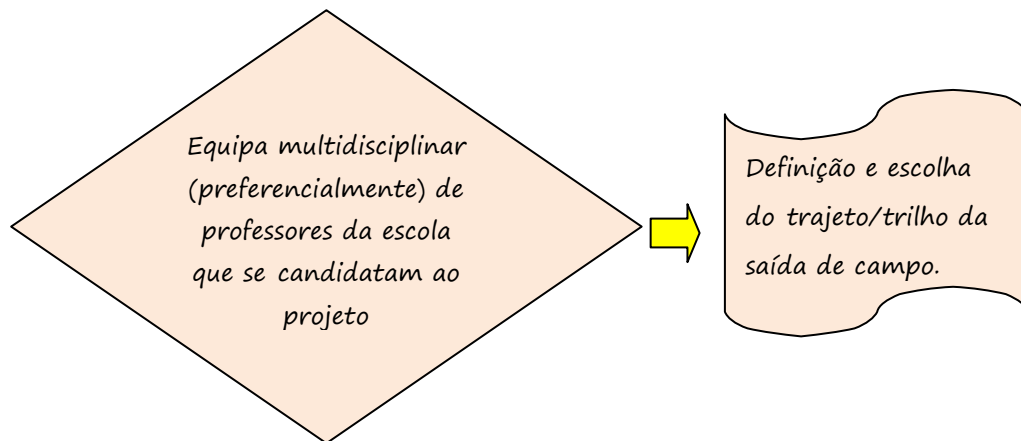 Equipa multidisciplinar
(preferencialmente) de
professores da escola
que se candidatam ao
projeto
Definição e escolha
do trajeto/trilho da
saída de campo.